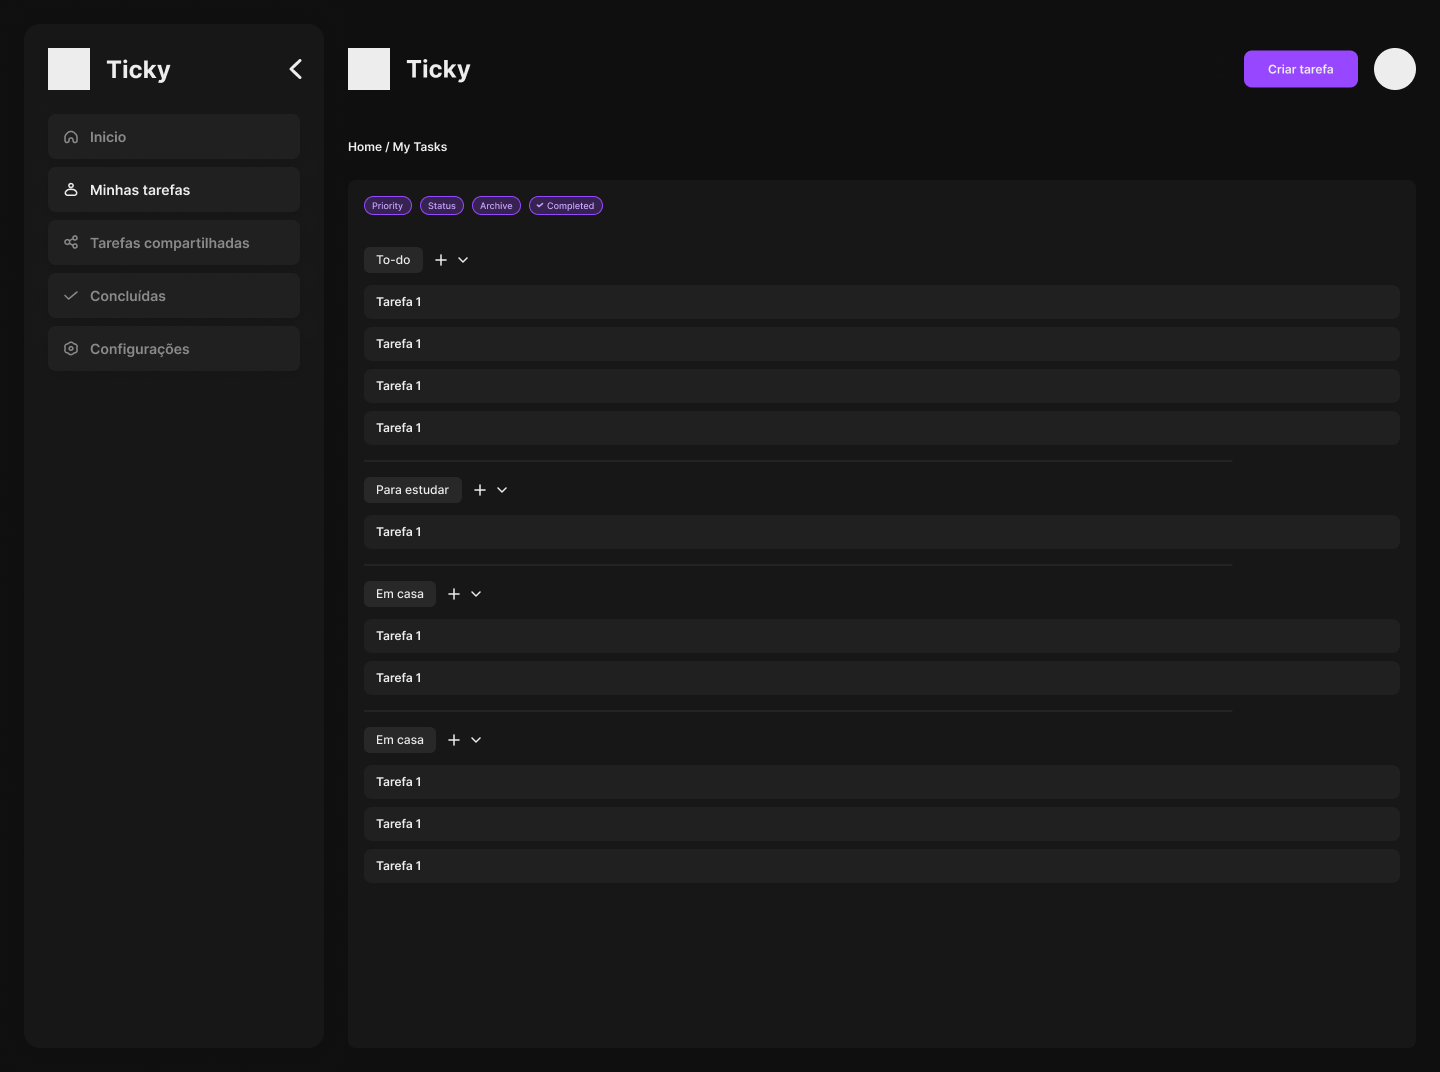 Ticky
Inicio
Minhas tarefas
Tarefas compartilhadas
Concluídas
Configurações
Ticky
Criar tarefa
Home / My Tasks
Priority Status Archive Completed
To-do
Tarefa 1
Tarefa 1
Tarefa 1
Tarefa 1
Para estudar
Tarefa 1
Em casa
Tarefa 1
Tarefa 1
Em casa
Tarefa 1
Tarefa 1
Tarefa 1